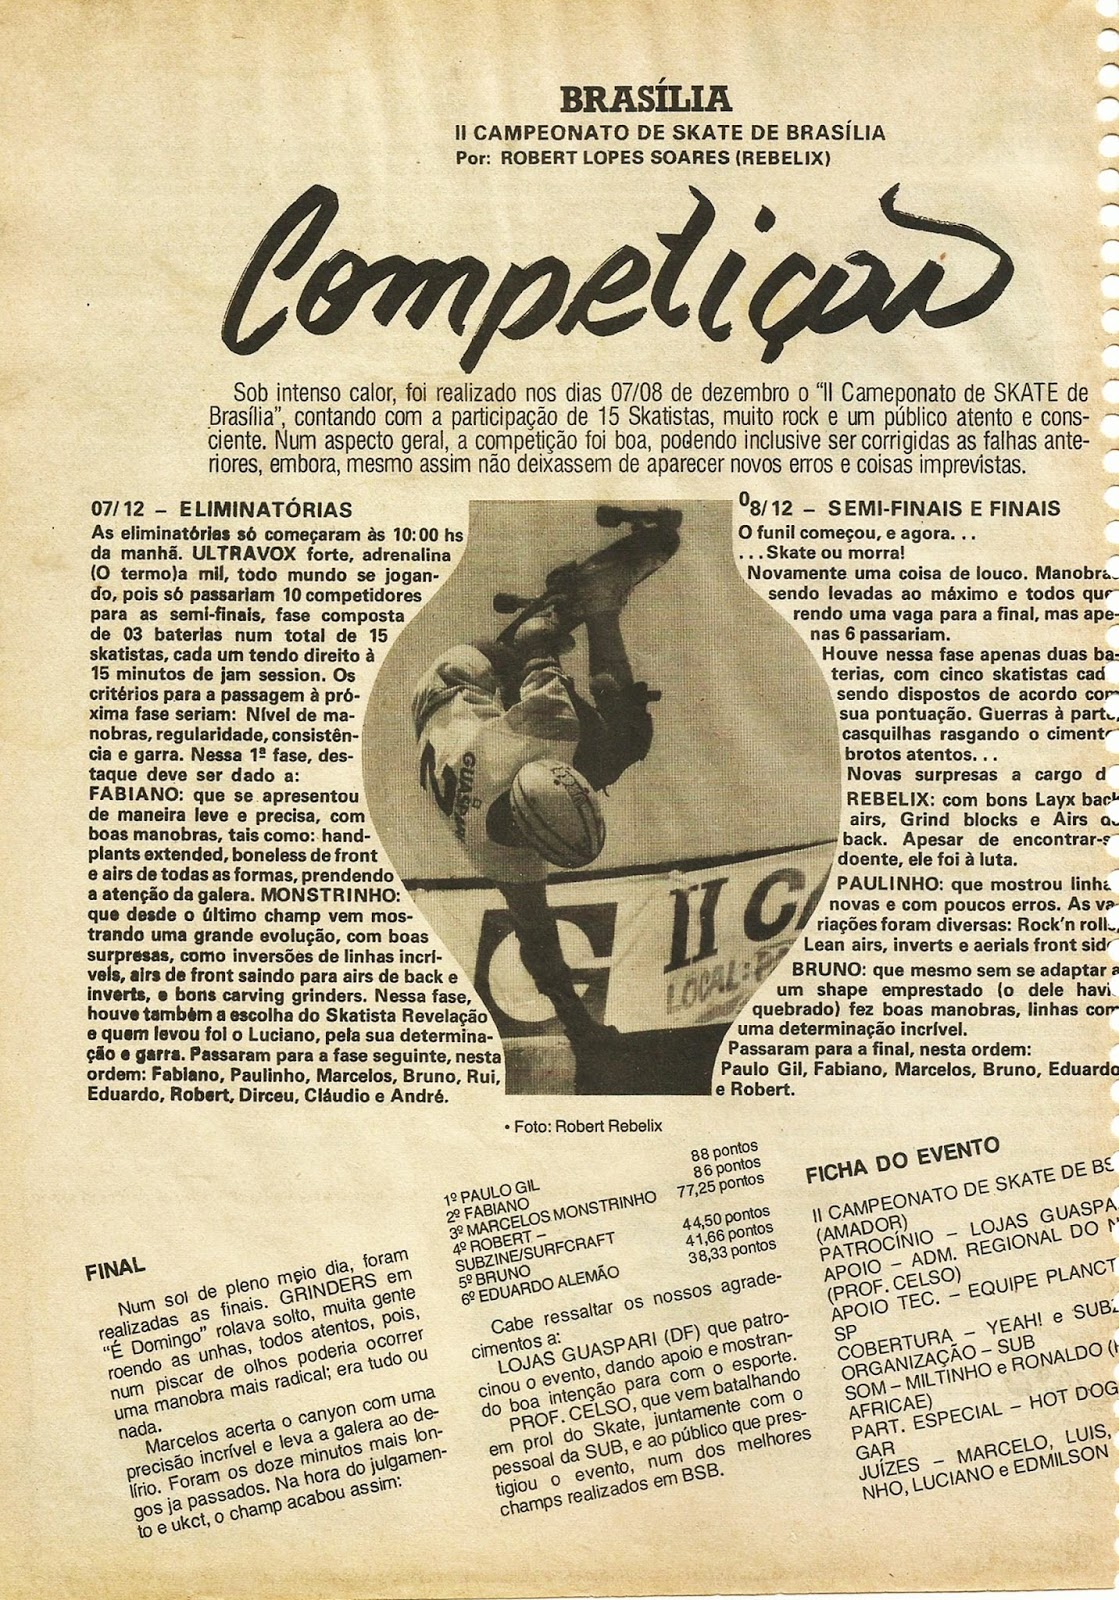 BRASÍLIA
II CAMPEONATO DE SKATE DE BRASÍLIA
Por: ROBERT LOPES SOARES (REBELIX)
Competição
Sob intenso calor, foi realizado nos dias 07/08 de dezembro o “II Cameponato de SKATE de
Brasília”, contando com a participação de 15 Skatistas, muito rock e um público atento e cons-
ciente. Num aspecto geral, a competição foi boa, podendo inclusive ser corrigidas as falhas ante-
riores, embora, mesmo assim não deixassem de aparecer novos erros e coisas imprevistas.
07/12 – ELIMINATÓRIAS
As eliminatórias só começaram às 10:00 hs
da manhã. ULTRAVOX forte, adrenalina
(O termo)a mil, todo mundo se jogan-
do, pois só passariam 10 competidores
para as semi-finais, fase composta
de 03 baterias num total de 15
skatistas, cada um tendo direito à
15 minutos de jam session. Os
critérios para a passagem à pró-
xima fase seriam: Nível de ma-
nobras, regularidade, consistên-
cia e garra. Nessa 1ª fase, des-
taque deve ser dado a:
FABIANO: que se apresentou
de maneira leve e precisa, com
boas manobras, tais como: hand-
plants extended, boneless de front
e airs de todas as formas, prendendo
a atenção da galera. MONSTRINHO:
que desde o último champ vem mos-
trando uma grande evolução, com boas
surpresas, como inversões de linhas incrí-
veis, airs de front saindo para airs de back e
inverts, e bons carving grinders. Nessa fase,
houve também a escolha do Skatista Revelação
e quem levou foi o Luciano, pela sua determina-
ção e garra. Passaram para a fase seguinte, nesta
ordem: Fabiano, Paulinho, Marcelos, Bruno, Rui,
Eduardo, Robert, Dirceu, Cláudio e André.
GUASPA
II CA
LOCAL: P
08/12 – SEMI-FINAIS E FINAIS
O funil começou, e agora. . .
. . . Skate ou morra!
Novamente uma coisa de louco. Manobra
sendo levadas ao máximo e todos que
rendo uma vaga para a final, mas ape-
nas 6 passariam.
Houve nessa fase apenas duas ba-
terias, com cinco skatistas cad
sendo dispostos de acordo com
sua pontuação. Guerras à parte,
casquilhas rasgando o cimento
brotos atentos. . .
Novas surpresas a cargo d
REBELIX: com bons Layx back
airs, Grind blocks e Airs d
back. Apesar de encontrar-s
doente, ele foi à luta.
PAULINHO: que mostrou linha
novas e com poucos erros. As va-
riações foram diversas: Rock'n roll,
Lean airs, inverts e aerials front sid
BRUNO: que mesmo sem se adaptar a
um shape emprestado (o dele havi
quebrado) fez boas manobras, linhas com
uma determinação incrível.
Passaram para a final, nesta ordem:
Paulo Gil, Fabiano, Marcelos, Bruno, Eduardo
e Robert.
• Foto: Robert Rebelix
FINAL
Num sol de pleno meio dia, foram
realizadas as finais. GRINDERS em
“É Domingo” rolava solto, muita gente
roendo as unhas, todos atentos, pois,
num piscar de olhos poderia ocorrer
uma manobra mais radical; era tudo ou
nada.
Marcelos acerta o canyon com uma
precisão incrível e leva a galera ao de-
lírio. Foram os doze minutos mais lon-
gos ja passados. Na hora do julgamen-
to e ukct, o champ acabou assim:
1º PAULO GIL 88 pontos
2º FABIANO 86 pontos
3º MARCELOS MONSTRINHO 77,25 pontos
4º ROBERT –
SUBZINE/SURFCRAFT 44,50 pontos
5º BRUNO 41,66 pontos
6º EDUARDO ALEMÃO 38,33 pontos
Cabe ressaltar os nossos agrade-
cimentos a:
LOJAS GUASPARI (DF) que patro-
cinou o evento, dando apoio e mostran-
do boa intenção para com o esporte.
PROF. CELSO, que vem batalhando
em prol do Skate, juntamente com o
pessoal da SUB, e ao público que pres-
tigiou o evento, num dos melhores
champs realizados em BSB.
FICHA DO EVENTO
II CAMPEONATO DE SKATE DE BS
(AMADOR)
PATROCÍNIO – LOJAS GUASPA
APOIO – ADM. REGIONAL DO
(PROF. CELSO)
APOIO TEC. – EQUIPE PLANCT
SP
COBERTURA – YEAH! e SUBZ
ORGANIZAÇÃO – SUB
SOM – MILTINHO e RONALDO (
AFRICAE)
PART. ESPECIAL – HOT DOG
GAR
JUÍZES – MARCELO, LUIS,
NHO, LUCIANO e EDMILSON